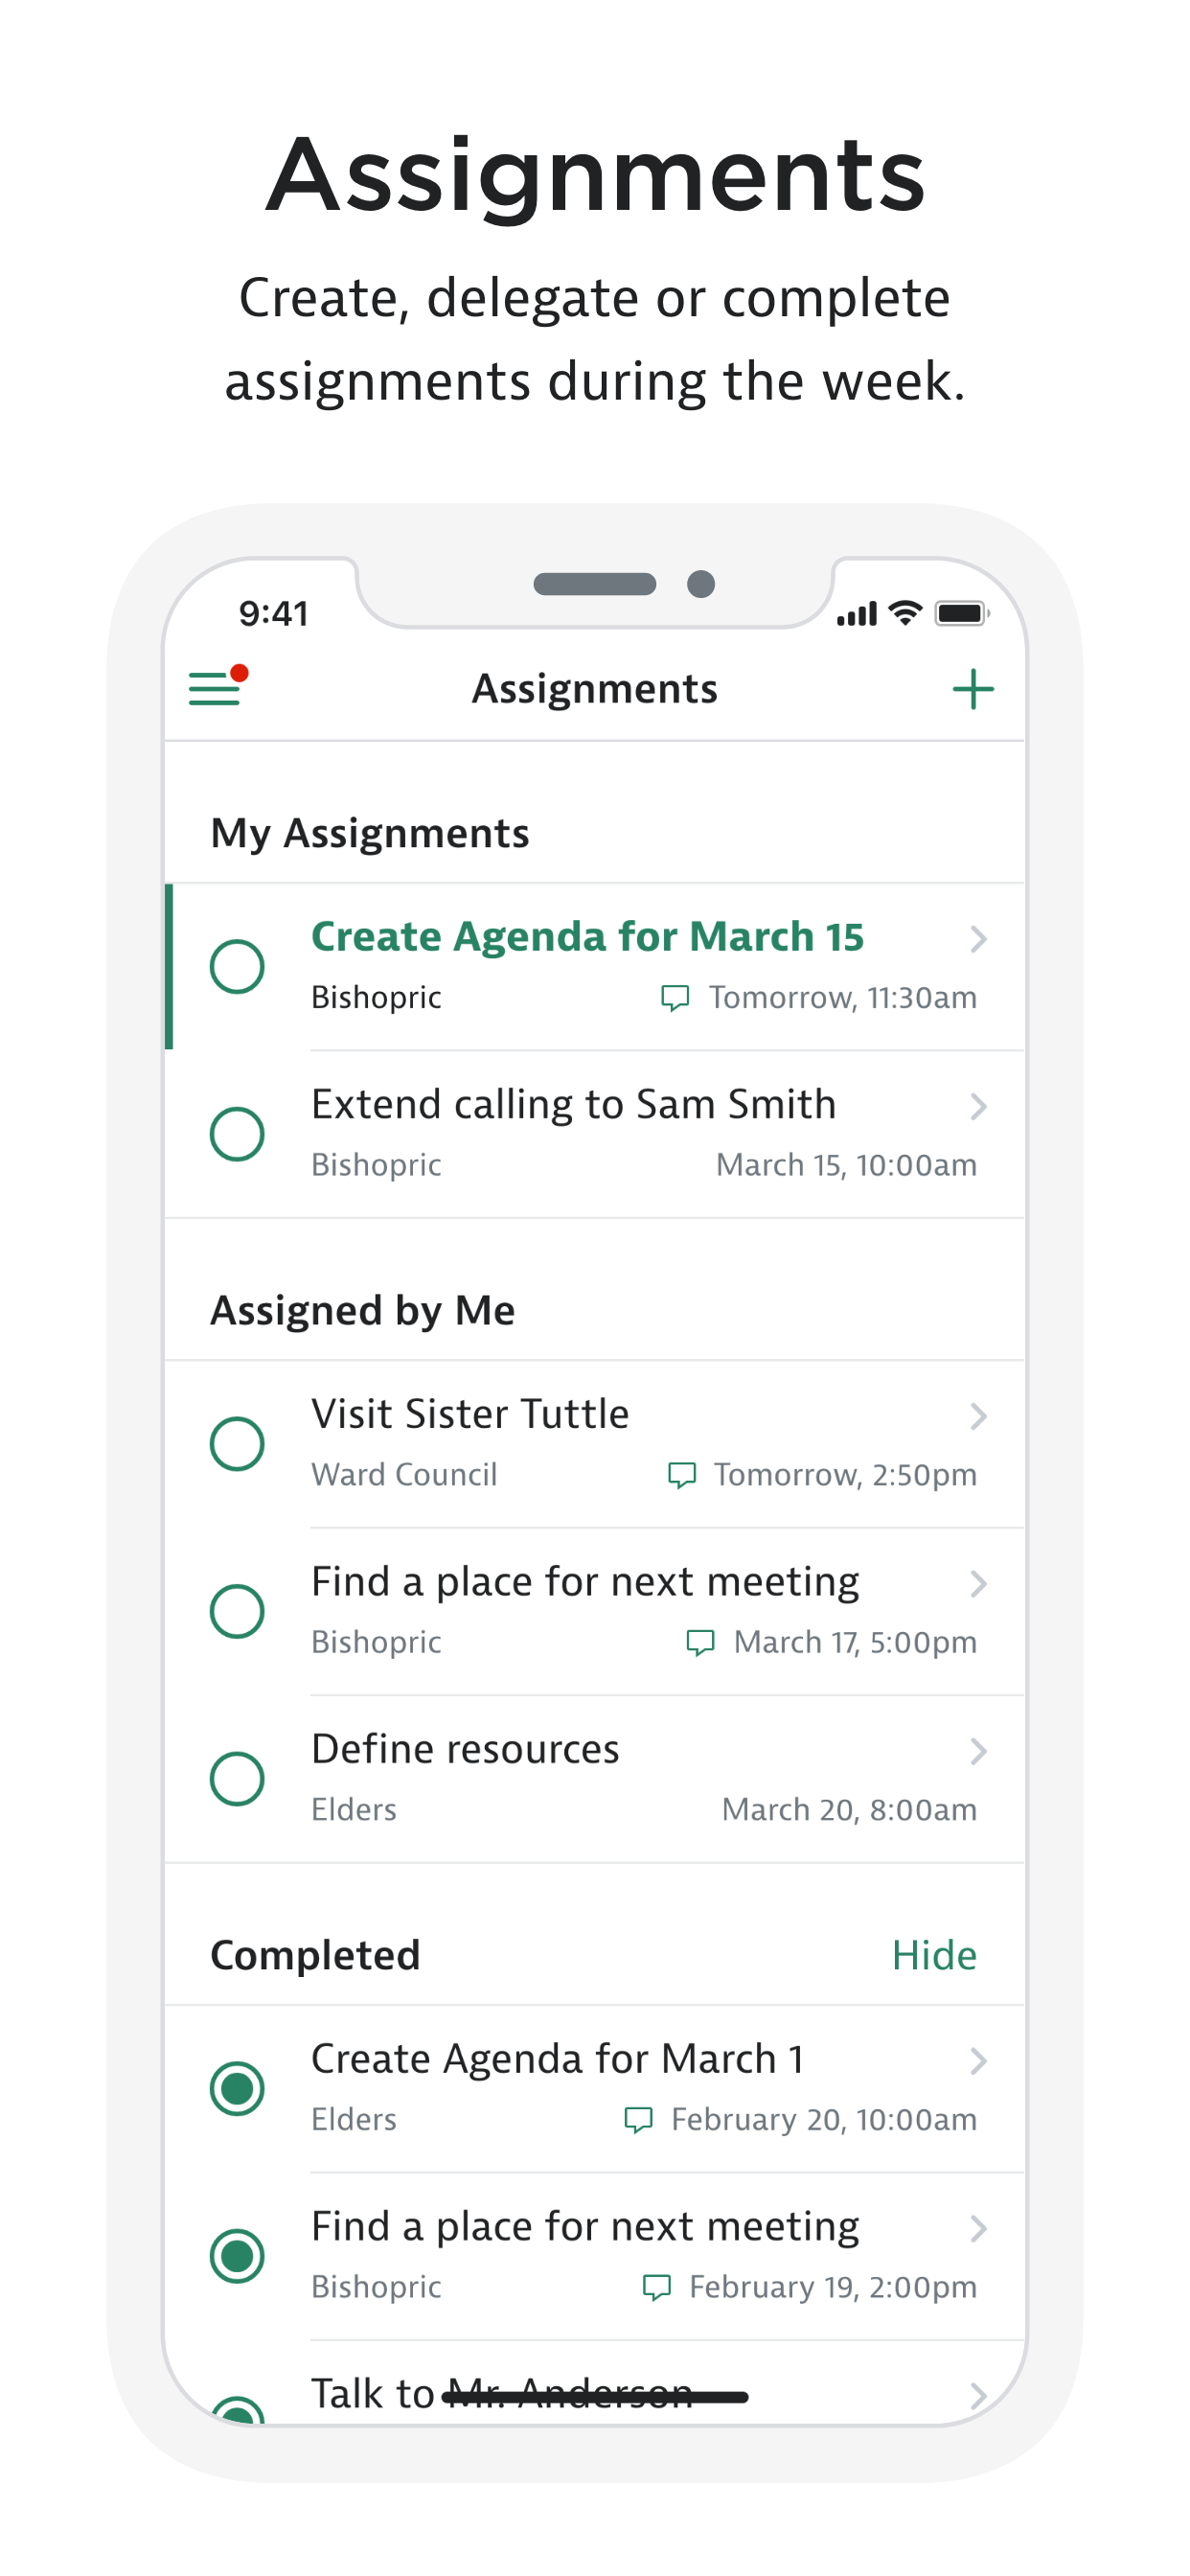 Assignments
Create, delegate or complete
assignments during the week.
9:41
Assignments
My Assignments
Create Agenda for March 15
Bishopric Tomorrow, 11:30am
Extend calling to Sam Smith
Bishopric March 15, 10:00am
Assigned by Me
Visit Sister Tuttle
Ward Council Tomorrow, 2:50pm
Find a place for next meeting
Bishopric March 17, 5:00pm
Define resources
Elders March 20, 8:00am
Completed Hide
Create Agenda for March 1
Elders February 20, 10:00am
Find a place for next meeting
Bishopric February 19, 2:00pm
Talk to Mr. Anderson